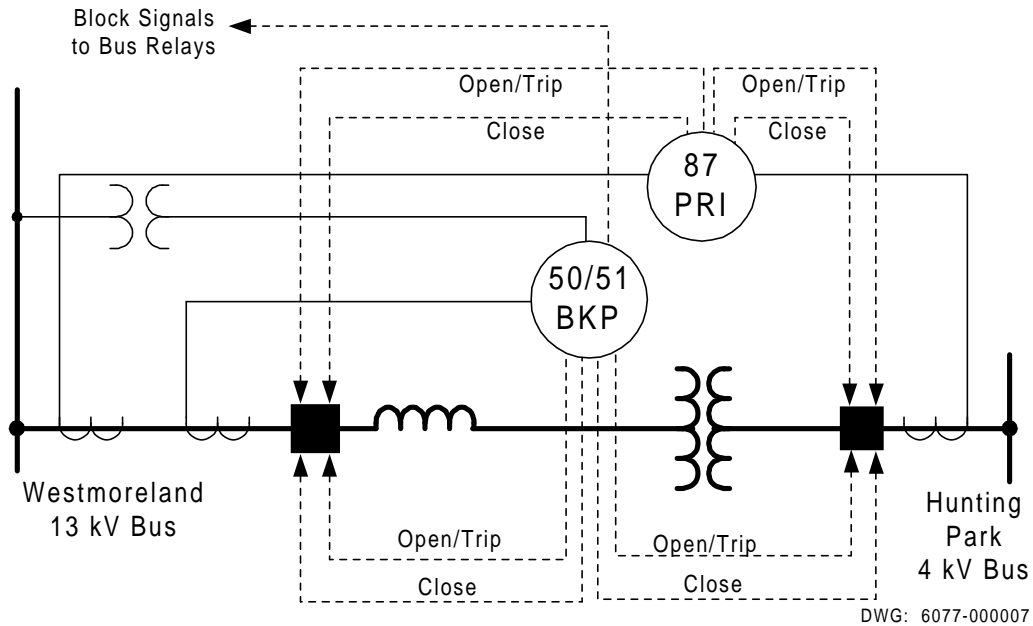 Block Signals
to Bus Relays
Open/Trip
Open/Trip
Close
Close
87
PRI
50/51
BKP
Westmoreland
13 kV Bus
Hunting
Park
4 kV Bus
Open/Trip
Open/Trip
Close
Close
DWG: 6077-000007